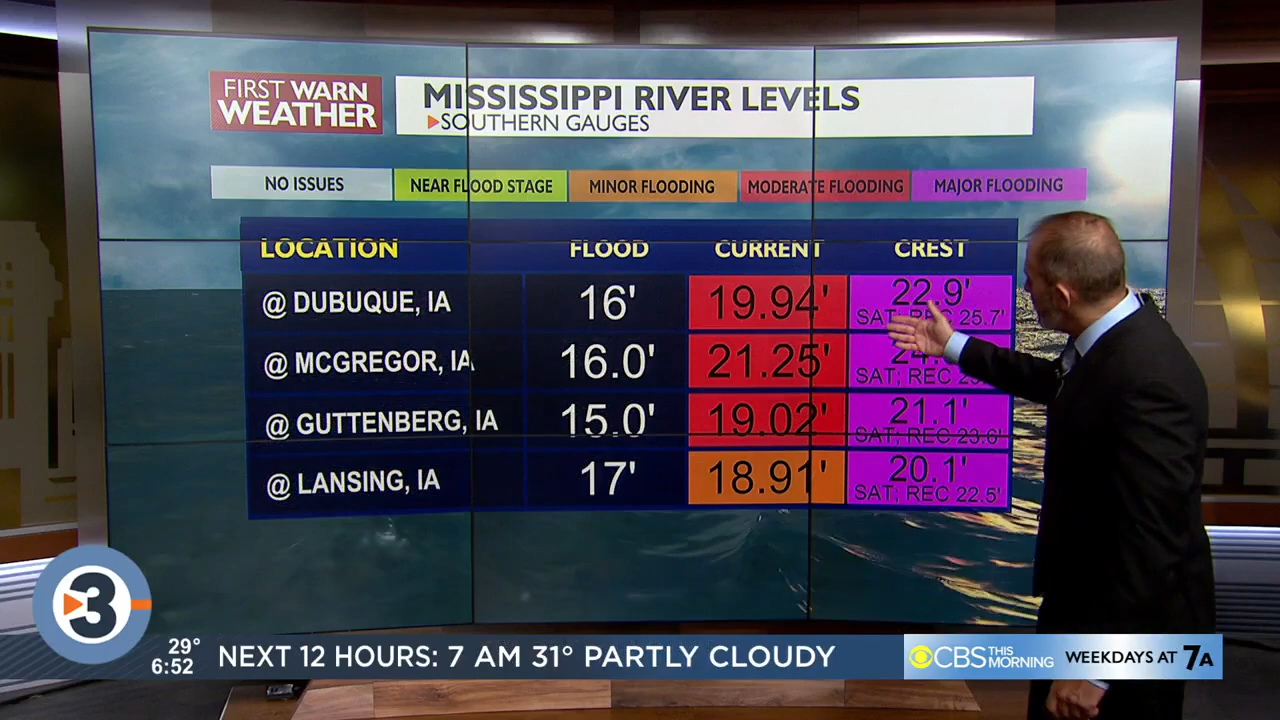 FIRST WARN
WEATHER
MISSISSIPPI RIVER LEVELS
SOUTHERN GAUGES
NO ISSUES
NEAR FLOOD STAGE
MINOR FLOODING
MODERATE FLOODING
MAJOR FLOODING
LOCATION FLOOD CURRENT CREST
@ DUBUQUE, IA 16' 19.94' 22.9'
SAT; REC 25.7'
@ MCGREGOR, IA 16.0' 21.25'
SAT; REC
@ GUTTENBERG, IA 15.0' 19.02' 21.1'
SAT; REC 23.6'
@ LANSING, IA 17' 18.91' 20.1'
SAT; REC 22.5'
3
29°
6:52
NEXT 12 HOURS: 7 AM 31° PARTLY CLOUDY
CBS THIS MORNING
WEEKDAYS AT 7A